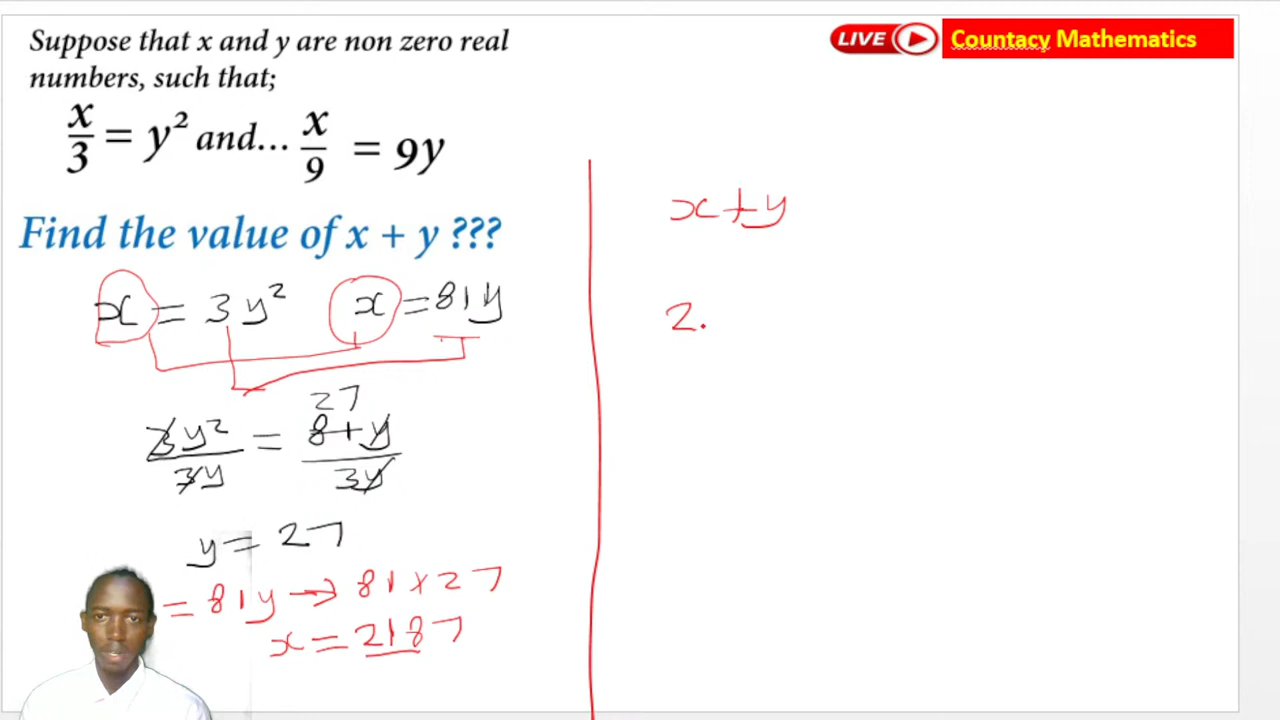 Suppose that x and y are non zero real
numbers, such that;
x/3 = y² and... x/9 = 9y
Find the value of x + y ???
x = 3y² x = 81y
27
3y²/3y = 81y/3y
y = 27
= 81y → 81 × 27
x = 2187
LIVE Countacy Mathematics
x + y
2.